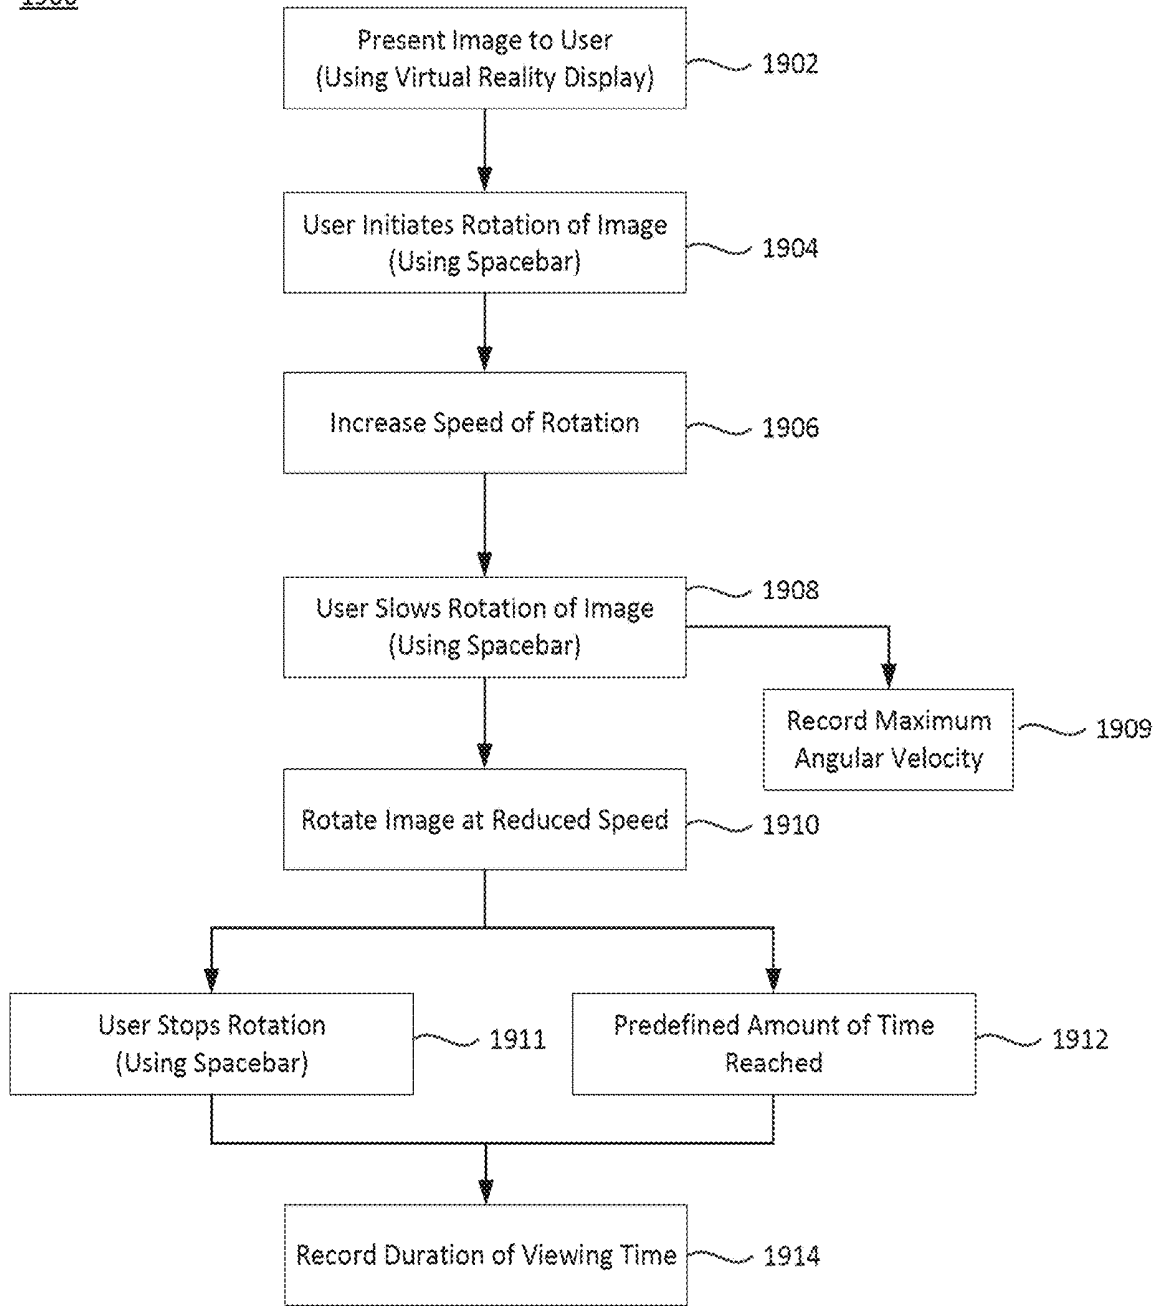 1900
Present Image to User
(Using Virtual Reality Display)
1902
User Initiates Rotation of Image
(Using Spacebar)
1904
Increase Speed of Rotation
1906
User Slows Rotation of Image
(Using Spacebar)
1908
Record Maximum
Angular Velocity
1909
Rotate Image at Reduced Speed
1910
User Stops Rotation
(Using Spacebar)
1911
Predefined Amount of Time
Reached
1912
Record Duration of Viewing Time
1914